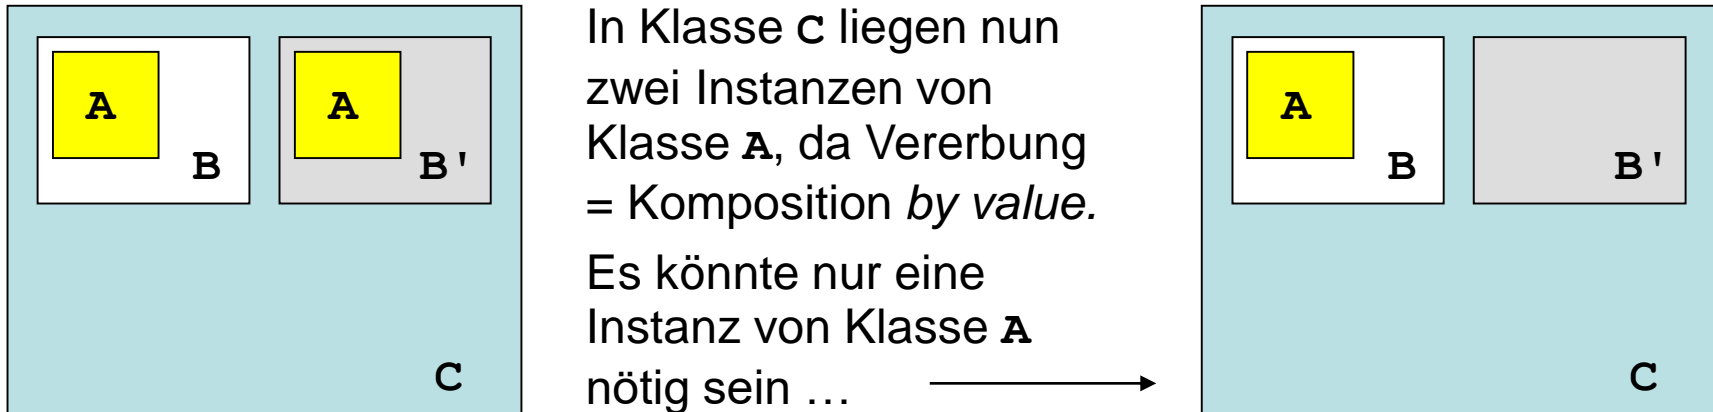 A
B
A
B'
C
In Klasse C liegen nun
zwei Instanzen von
Klasse A, da Vererbung
= Komposition by value.
Es könnte nur eine
Instanz von Klasse A
nötig sein …
A
B
B'
C